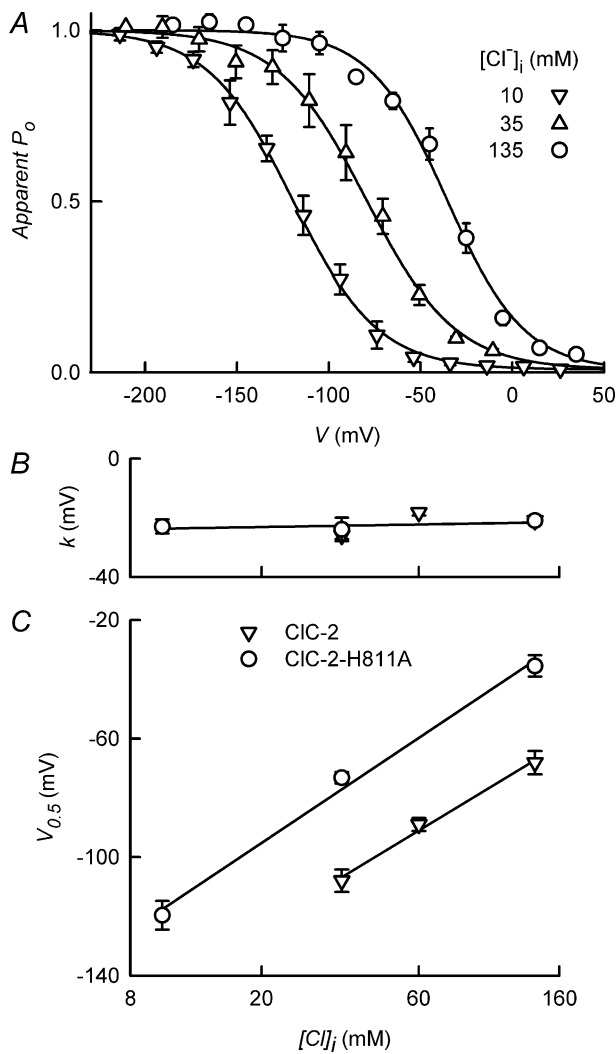 A
1.0
0.5
0.0
Apparent Po
[Cl-]i (mM)
10
35
135
-200 -150 -100 -50 0 50
V (mV)
B
0
-40
k (mV)
C
-20
-60
-100
-140
V0.5 (mV)
ClC-2
ClC-2-H811A
8 20 60 160
[Cl]i (mM)